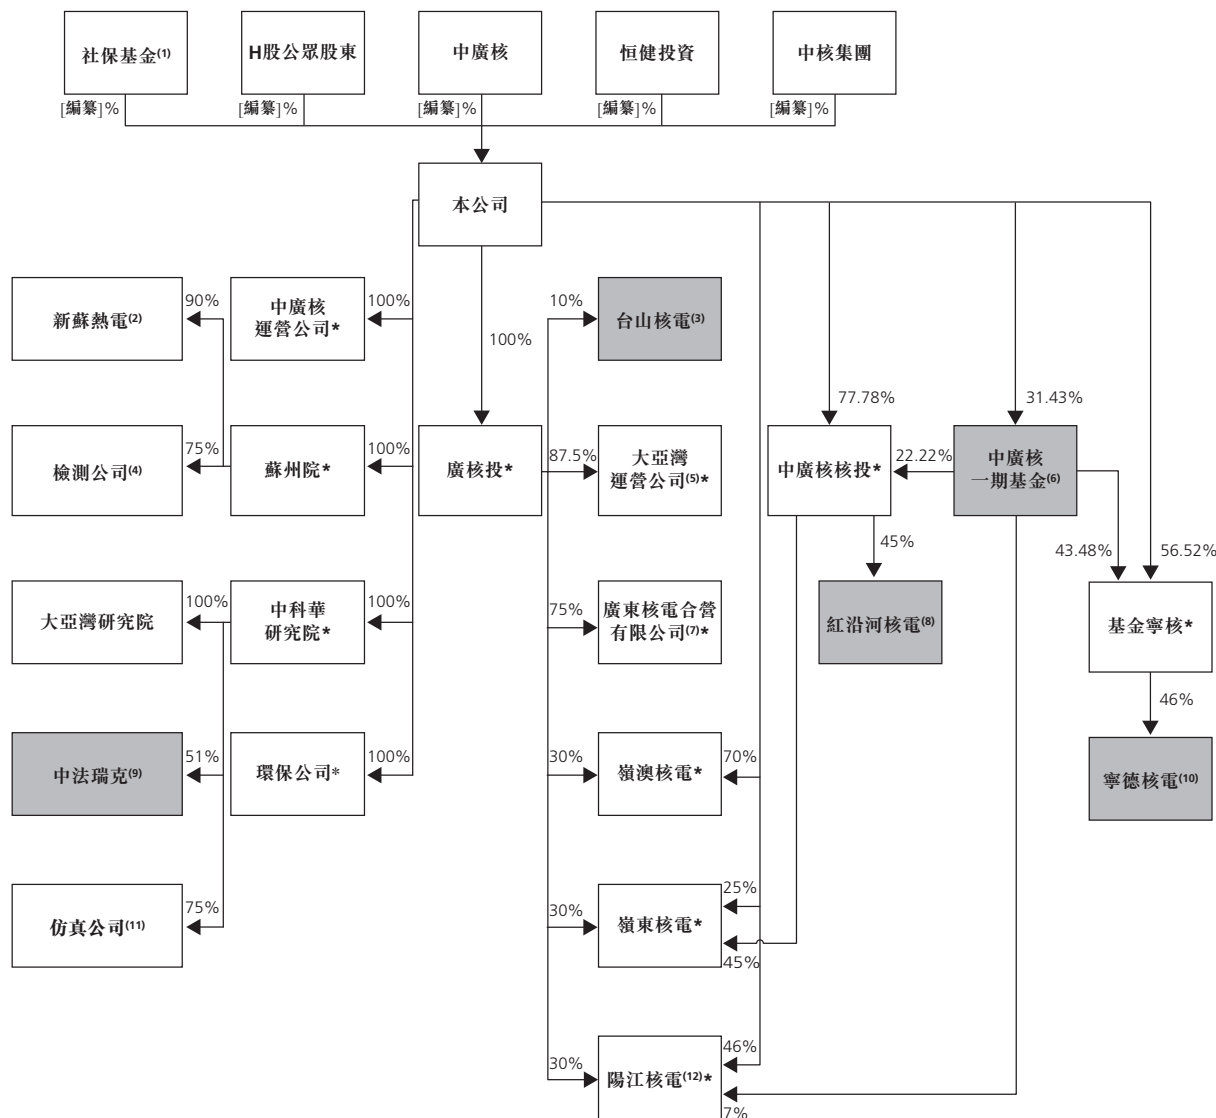 社保基金(1)
H股公眾股東
中廣核
恒健投資
中核集團
[編纂]%
[編纂]%
[編纂]%
[編纂]%
[編纂]%
本公司
新蘇熱電(2)
90%
中廣核
運營公司*
100%
100%
10%
台山核電(3)
77.78%
31.43%
檢測公司(4)
75%
蘇州院*
100%
廣核投*
87.5%
大亞灣
運營公司(5)*
中廣核核投*
22.22%
中廣核
一期基金(6)
45%
43.48%
56.52%
大亞灣研究院
100%
中科華
研究院*
100%
75%
廣東核電合營
有限公司(7)*
紅沿河核電(8)
基金寧核*
46%
中法瑞克(9)
51%
環保公司*
100%
30%
嶺澳核電*
70%
寧德核電(10)
仿真公司(11)
75%
30%
嶺東核電*
25%
45%
30%
陽江核電(12)*
46%
7%